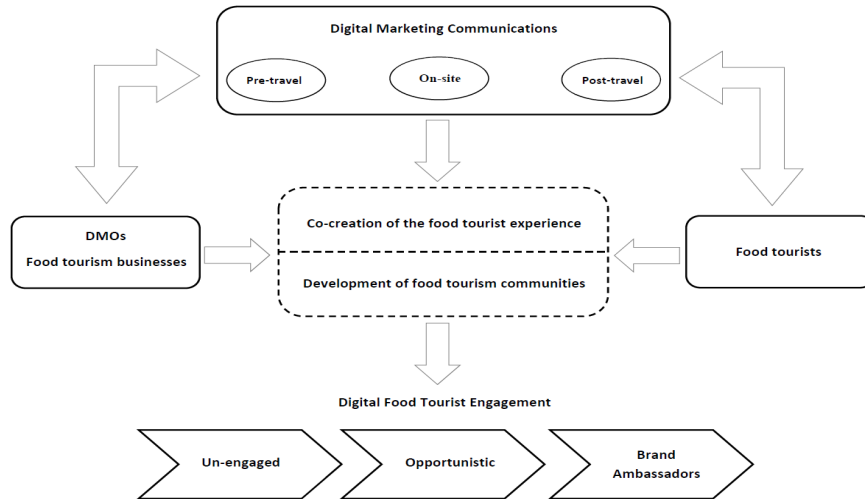 Digital Marketing Communications
Pre-travel
On-site
Post-travel
DMOs
Food tourism businesses
Co-creation of the food tourist experience
Development of food tourism communities
Food tourists
Digital Food Tourist Engagement
Un-engaged
Opportunistic
Brand
Ambassadors